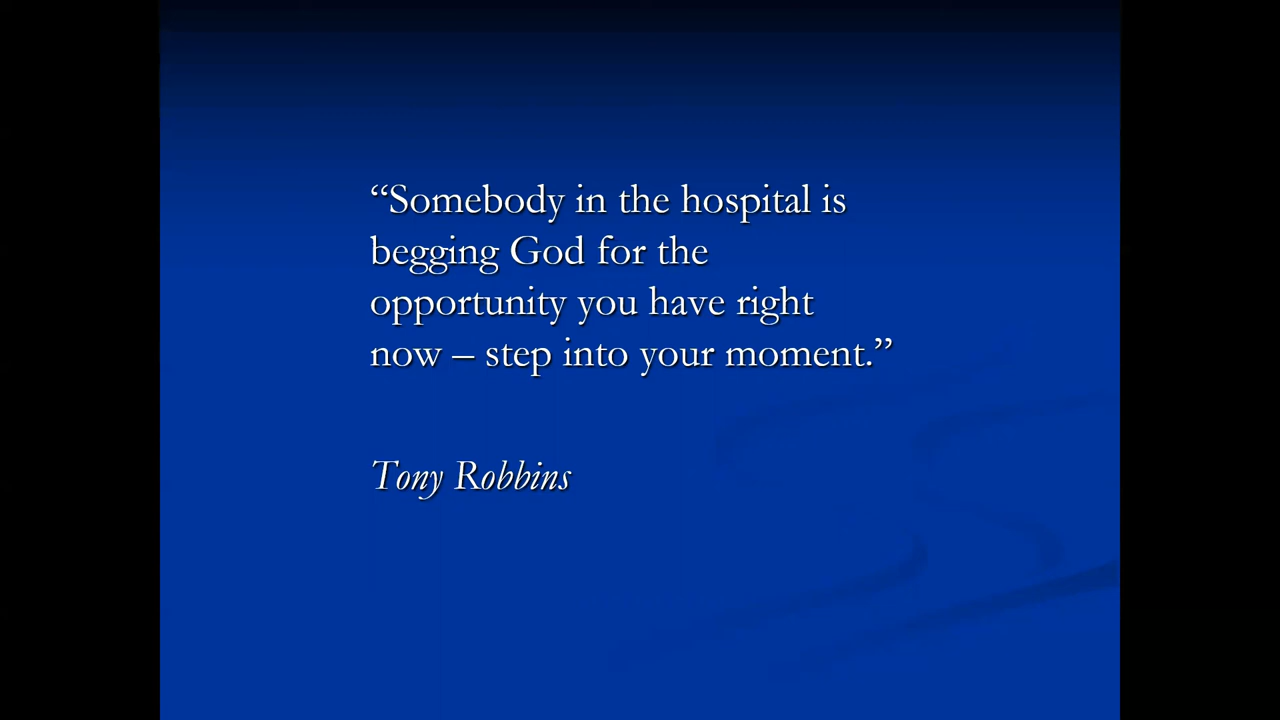 “Somebody in the hospital is
begging God for the
opportunity you have right
now – step into your moment.”
Tony Robbins